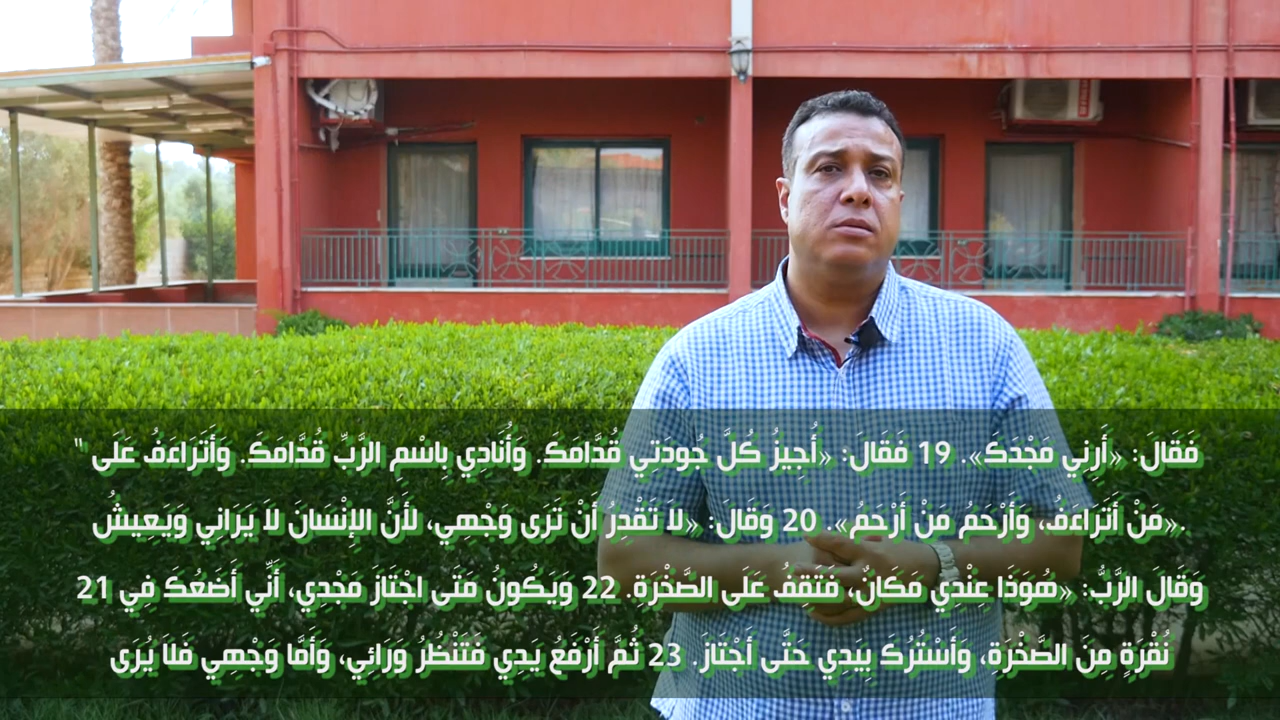 فَقَالَ: «أَرِنِي مَجْدَكَ». 19 فَقَالَ: «أُجِيزُ كُلَّ جُودَتِي قُدَّامَكَ. وَأُنَادِي بِاسْمِ الرَّبِّ قُدَّامَكَ. وَأَتَرَاءَفُ عَلَى "
مَنْ أَتَرَاءَفُ، وَأَرْحَمُ مَنْ أَرْحَمُ». 20 وَقَالَ: «لاَ تَقْدِرُ أَنْ تَرَى وَجْهِي، لأَنَّ الإِنْسَانَ لاَ يَرَانِي وَيَعِيشُ».
21 وَقَالَ الرَّبُّ: «هُوَذَا عِنْدِي مَكَانٌ، فَتَقِفُ عَلَى الصَّخْرَةِ. 22 وَيَكُونُ مَتَى اجْتَازَ مَجْدِي، أَنِّي أَضَعُكَ فِي
نُقْرَةٍ مِنَ الصَّخْرَةِ، وَأَسْتُرُكَ بِيَدِي حَتَّى أَجْتَازَ. 23 ثُمَّ أَرْفَعُ يَدِي فَتَنْظُرُ وَرَائِي، وَأَمَّا وَجْهِي فَلاَ يُرَى